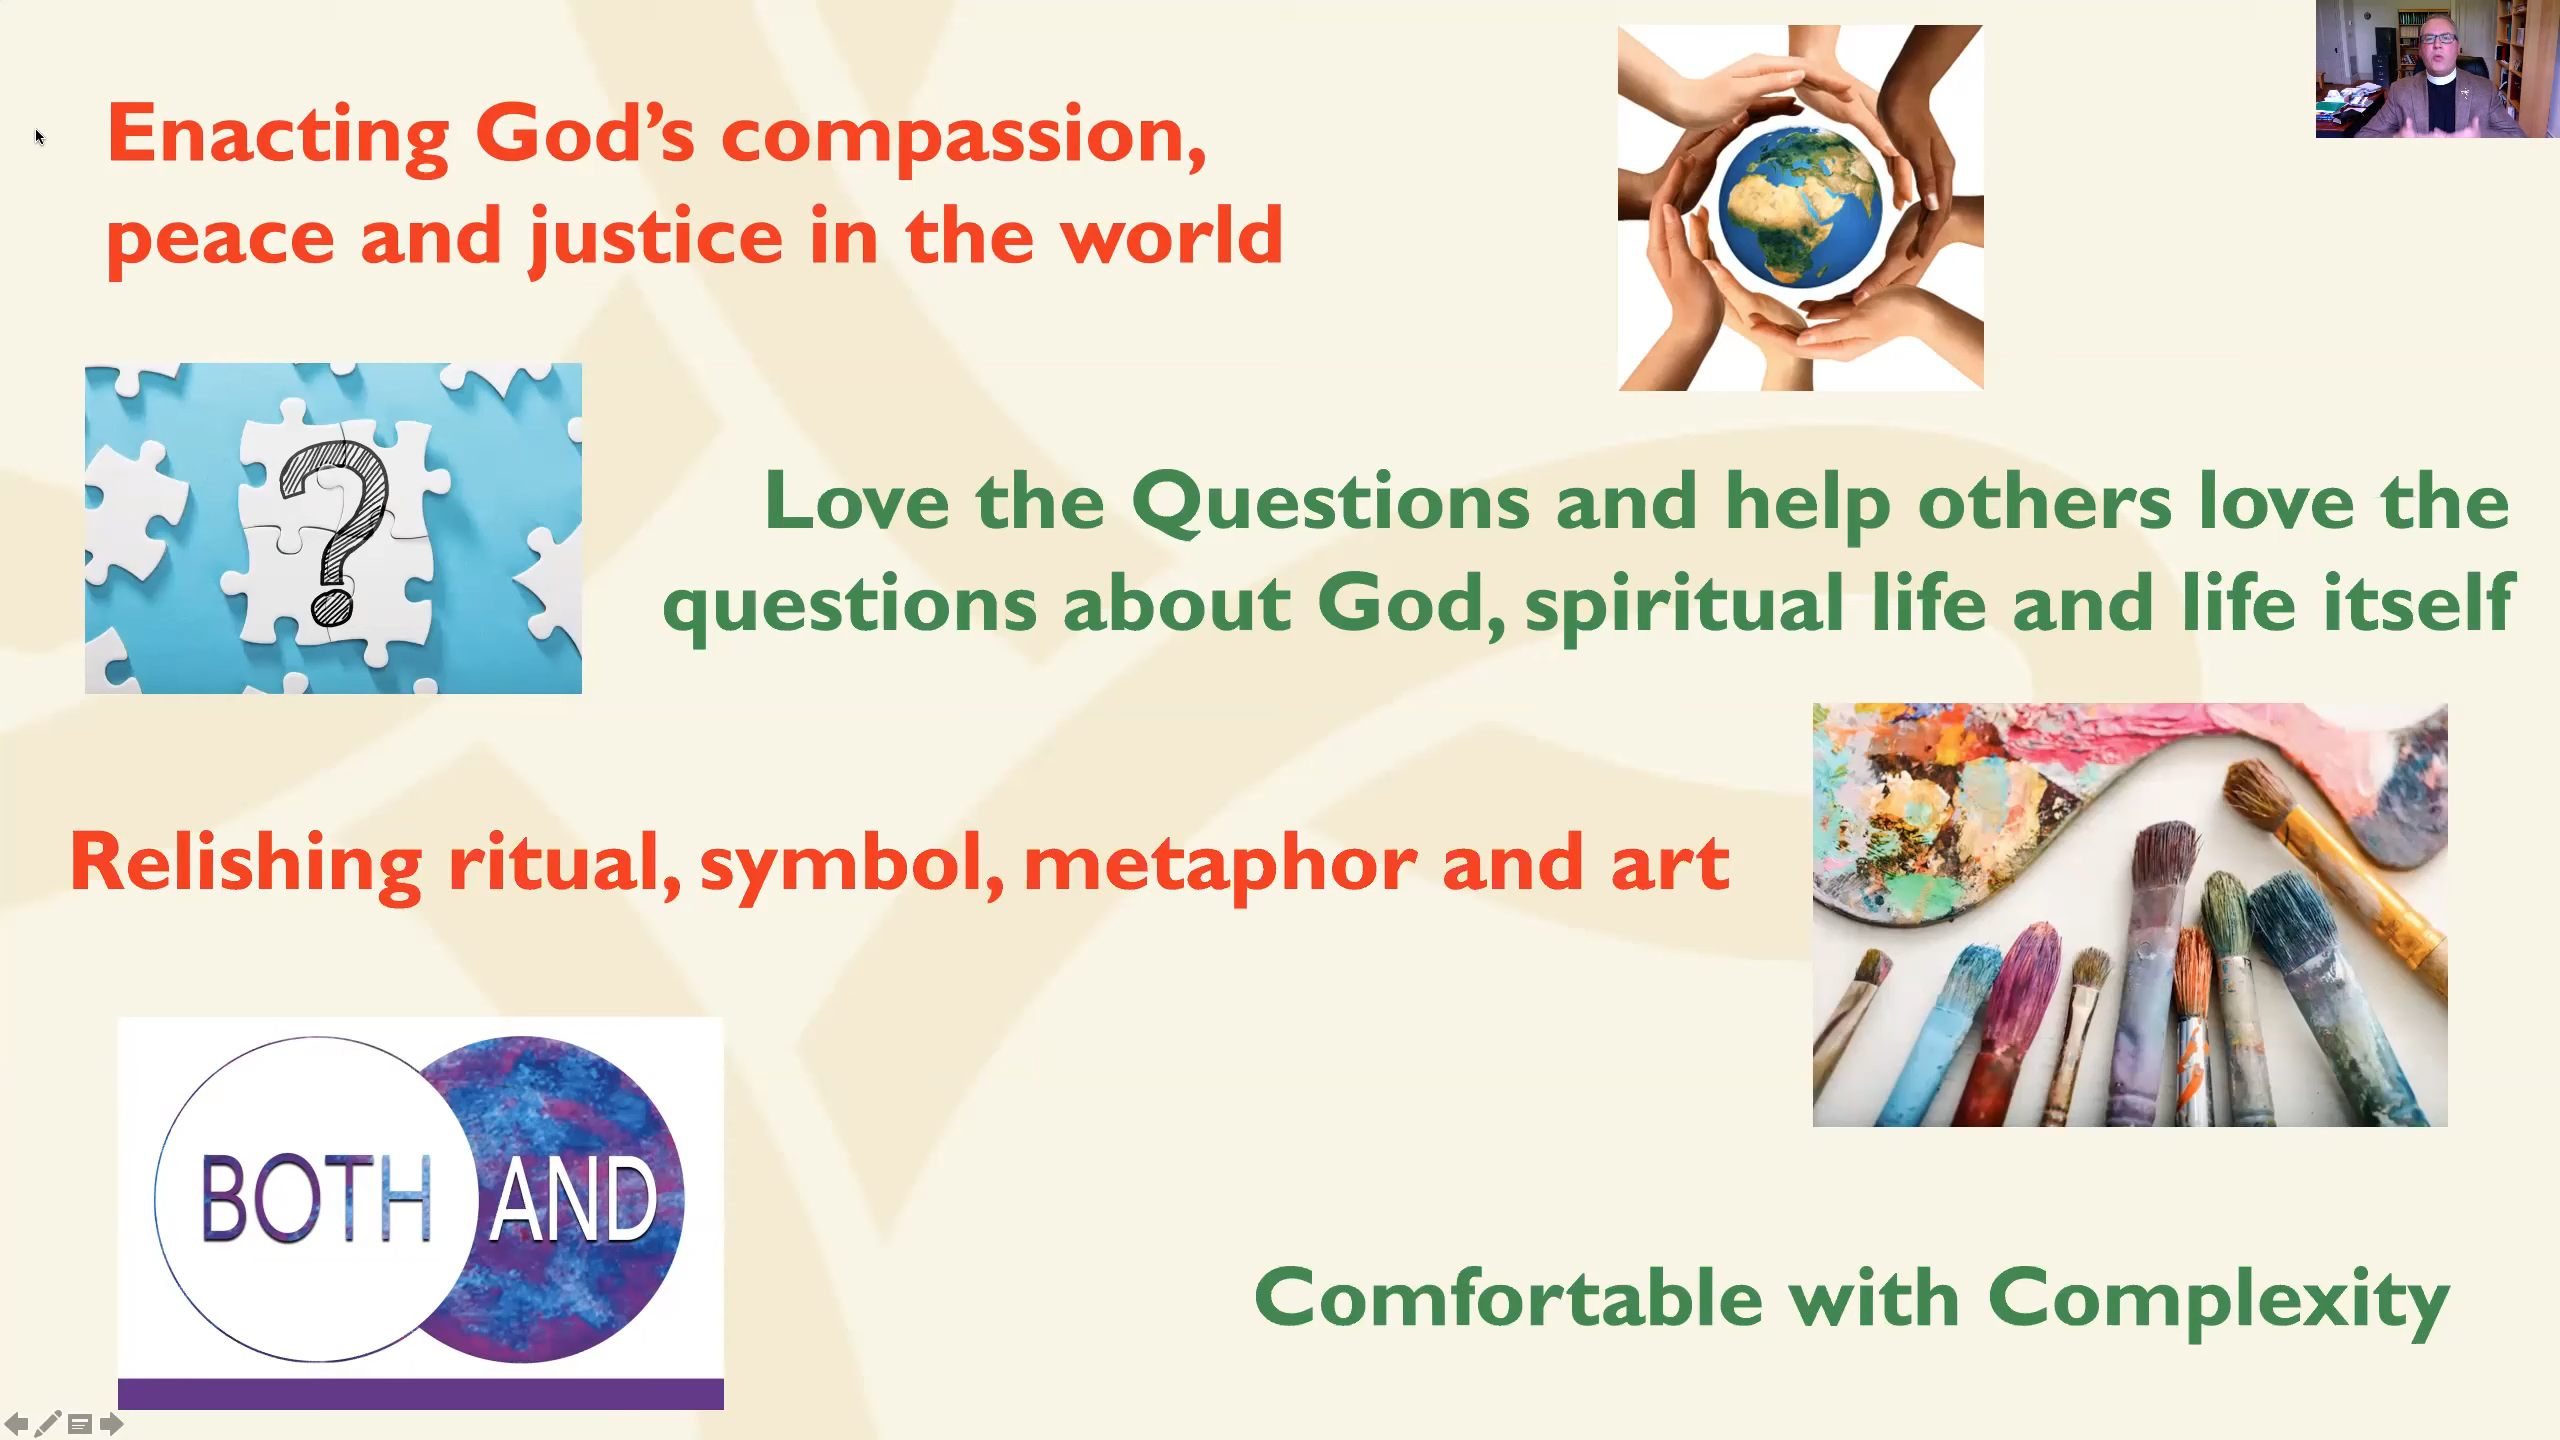 Enacting God’s compassion,
peace and justice in the world
?
Love the Questions and help others love the
questions about God, spiritual life and life itself
Relishing ritual, symbol, metaphor and art
BOTH AND
Comfortable with Complexity